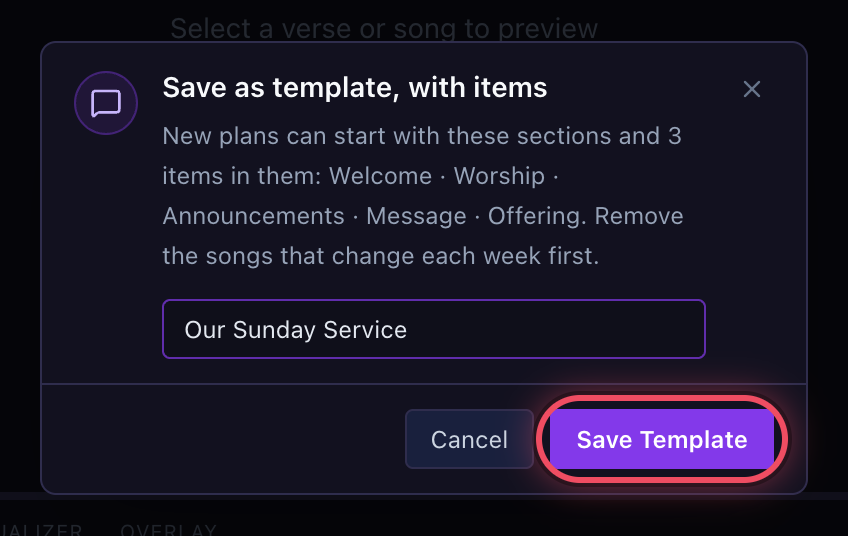 Select a verse or song to preview
Save as template, with items
New plans can start with these sections and 3
items in them: Welcome · Worship ·
Announcements · Message · Offering. Remove
the songs that change each week first.
Our Sunday Service
Cancel
Save Template
OVERLAY